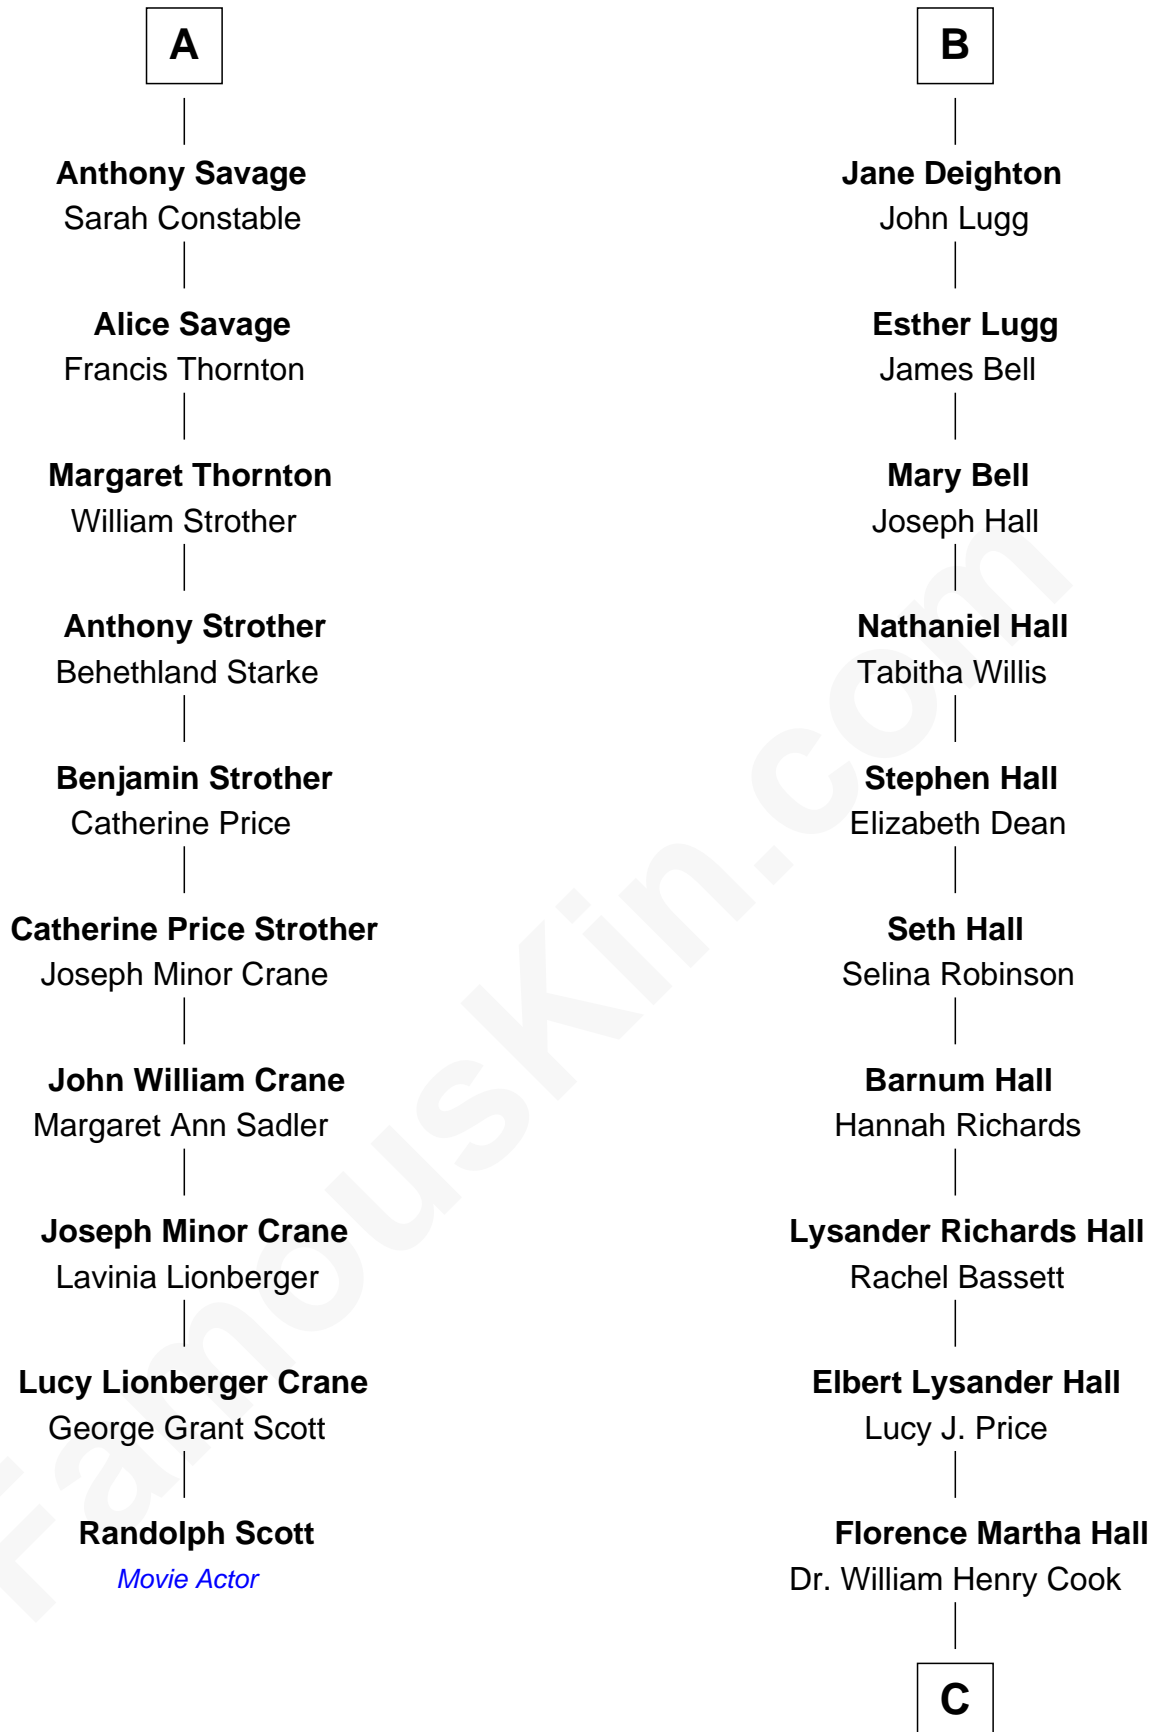 A
Anthony Savage
Sarah Constable
Alice Savage
Francis Thornton
Margaret Thornton
William Strother
Anthony Strother
Behethland Starke
Benjamin Strother
Catherine Price
Catherine Price Strother
Joseph Minor Crane
John William Crane
Margaret Ann Sadler
Joseph Minor Crane
Lavinia Lionberger
Lucy Lionberger Crane
George Grant Scott
Randolph Scott
Movie Actor
B
Jane Deighton
John Lugg
Esther Lugg
James Bell
Mary Bell
Joseph Hall
Nathaniel Hall
Tabitha Willis
Stephen Hall
Elizabeth Dean
Seth Hall
Selina Robinson
Barnum Hall
Hannah Richards
Lysander Richards Hall
Rachel Bassett
Elbert Lysander Hall
Lucy J. Price
Florence Martha Hall
Dr. William Henry Cook
C
FamousKin.com